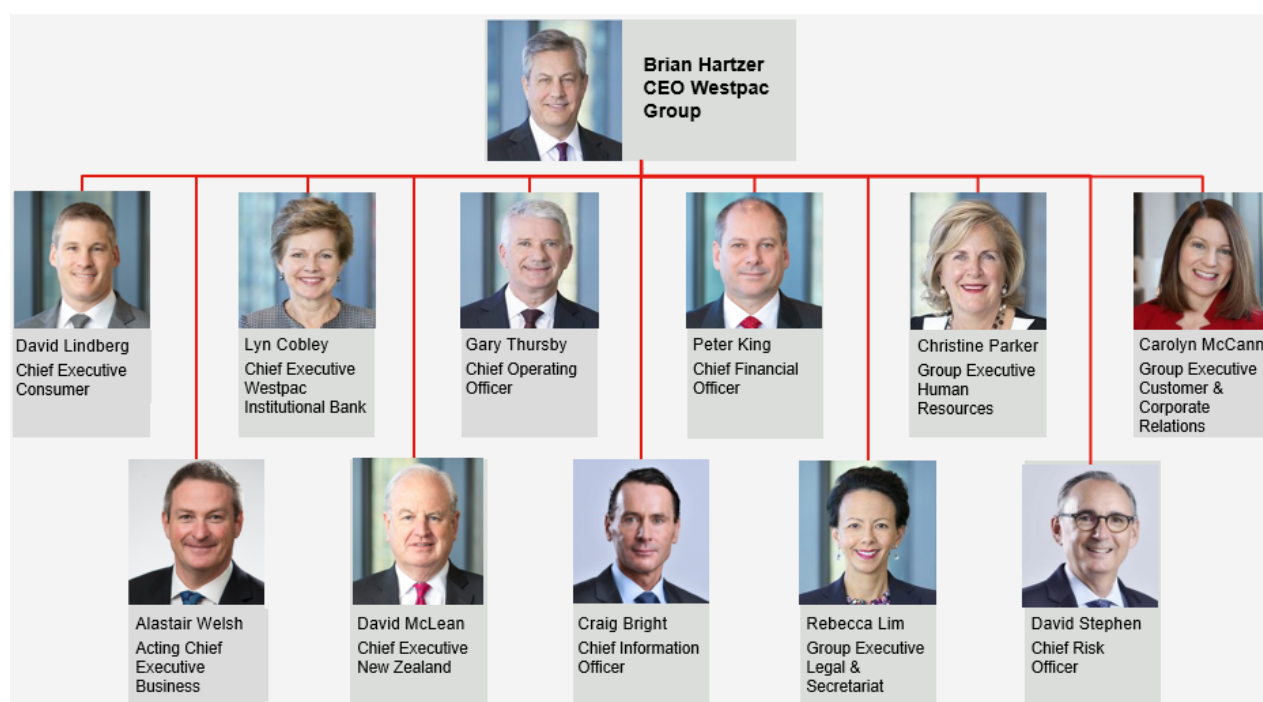 Brian Hartzer
CEO Westpac
Group
David Lindberg
Chief Executive
Consumer
Lyn Cobley
Chief Executive
Westpac
Institutional Bank
Gary Thursby
Chief Operating
Officer
Peter King
Chief Financial
Officer
Christine Parker
Group Executive
Human
Resources
Carolyn McCann
Group Executive
Customer &
Corporate
Relations
Alastair Welsh
Acting Chief
Executive
Business
David McLean
Chief Executive
New Zealand
Craig Bright
Chief Information
Officer
Rebecca Lim
Group Executive
Legal &
Secretariat
David Stephen
Chief Risk
Officer